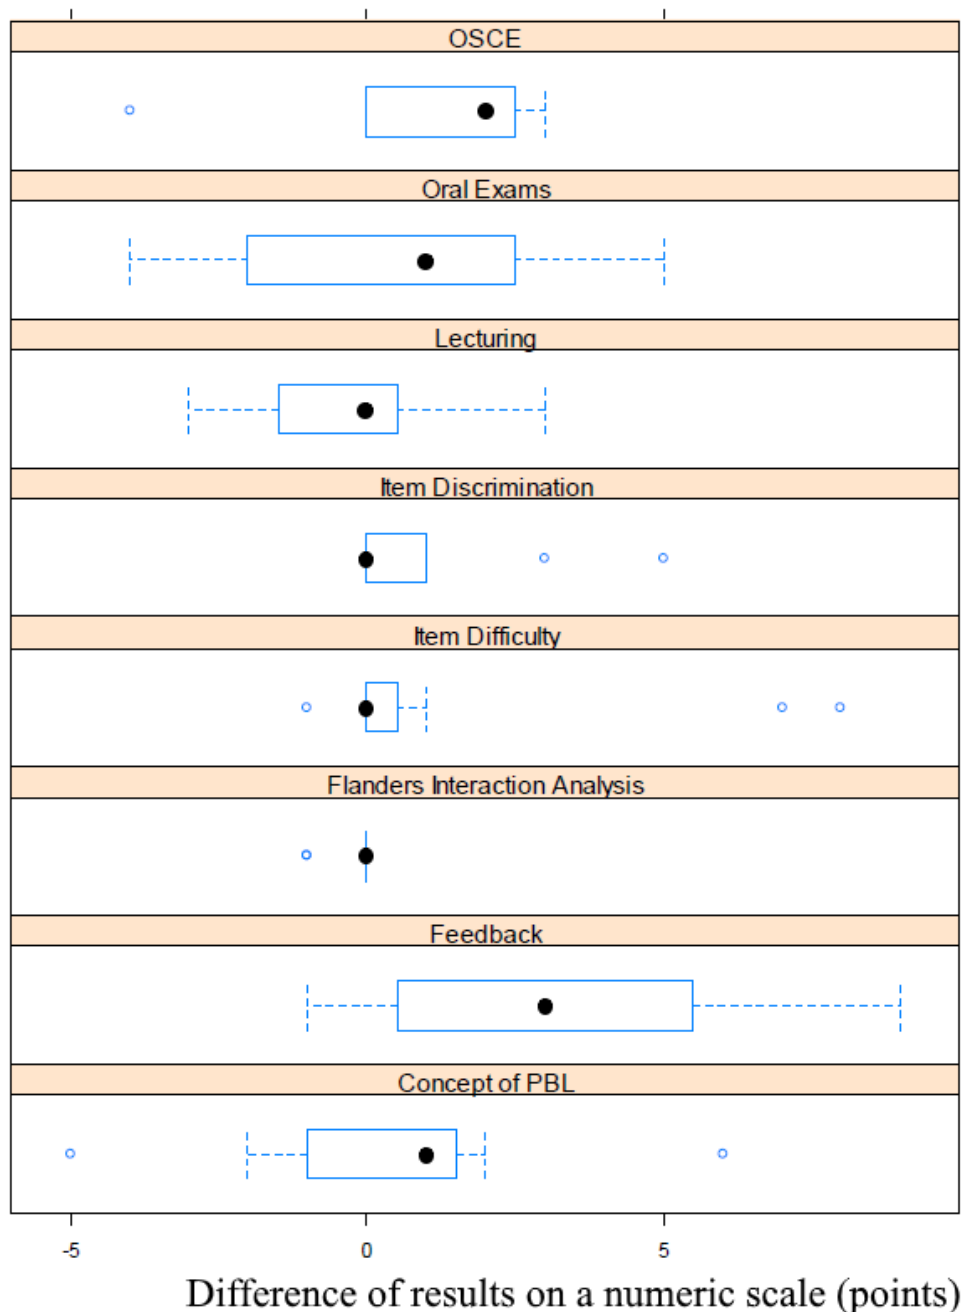 OSCE
Oral Exams
Lecturing
Item Discrimination
Item Difficulty
Flanders Interaction Analysis
Feedback
Concept of PBL
-5 0 5
Difference of results on a numeric scale (points)